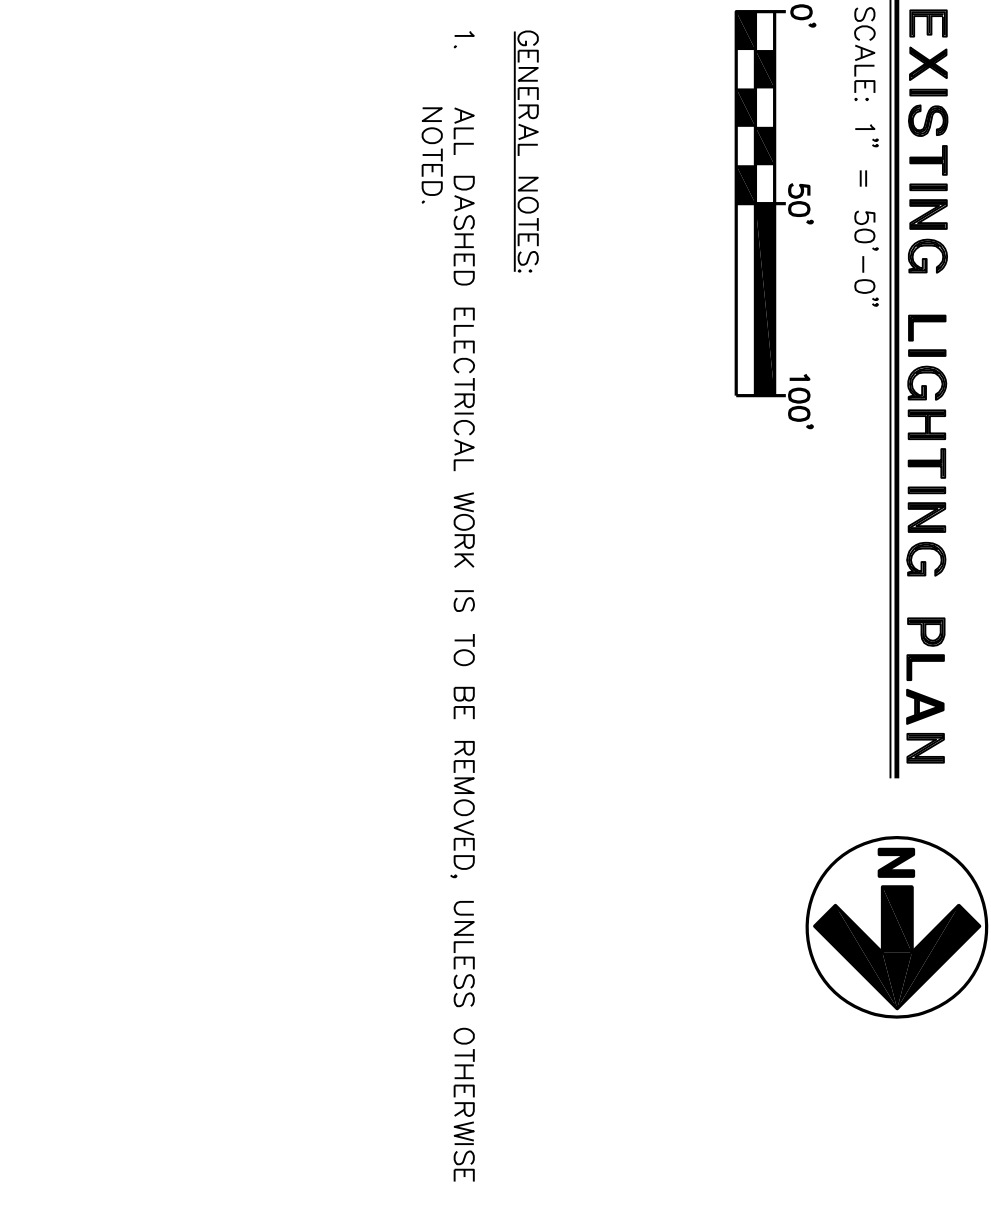 EXISTING LIGHTING PLAN
SCALE: 1" = 50'-0"
0' 50' 100'
N
GENERAL NOTES:
1. ALL DASHED ELECTRICAL WORK IS TO BE REMOVED, UNLESS OTHERWISE
NOTED.